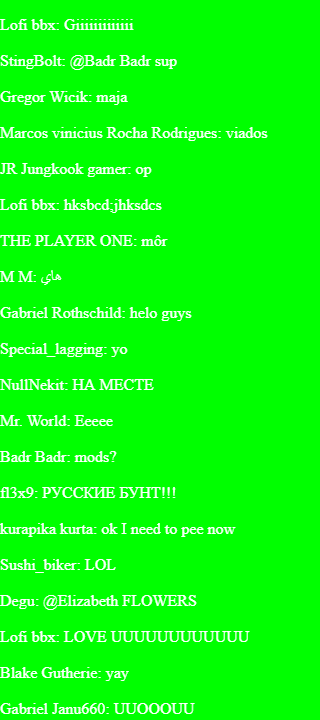 Lofi bbx: Giiiiiiiiiiiii
StingBolt: @Badr Badr sup
Gregor Wicik: maja
Marcos vinicius Rocha Rodrigues: viados
JR Jungkook gamer: op
Lofi bbx: hksbcd.jhksdcs
THE PLAYER ONE: môr
M M: هاي
Gabriel Rothschild: helo guys
Special_lagging: yo
NullNekit: НА МЕСТЕ
Mr. World: Eeeee
Badr Badr: mods?
fl3x9: РУССКИЕ БУНТ!!!
kurapika kurta: ok I need to pee now
Sushi_biker: LOL
Degu: @Elizabeth FLOWERS
Lofi bbx: LOVE UUUUUUUUUUUU
Blake Gutherie: yay
Gabriel Janu660: UUOOOUU